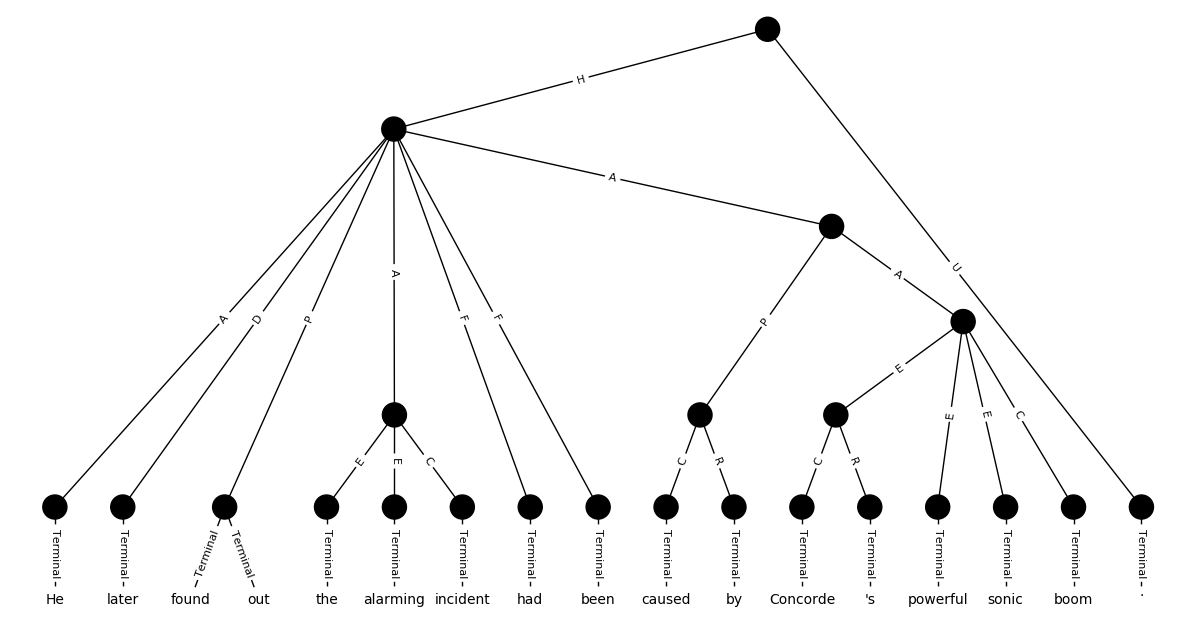 H
A
U
A
A D P A F F P E E E C
E E C C R C R
Terminal Terminal Terminal Terminal Terminal Terminal Terminal Terminal Terminal Terminal Terminal Terminal Terminal Terminal Terminal Terminal Terminal
He later found out the alarming incident had been caused by Concorde 's powerful sonic boom .